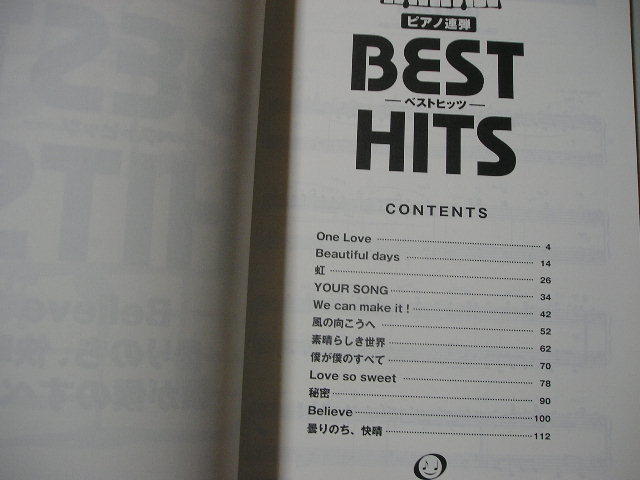 ピアノ連弾
BEST
ーベストヒッツー
HITS
CONTENTS
One Love 4
Beautiful days 14
虹 26
YOUR SONG 34
We can make it ! 42
風の向こうへ 52
素晴らしき世界 62
僕が僕のすべて 70
Love so sweet 78
秘密 90
Believe 100
曇りのち、快晴 112